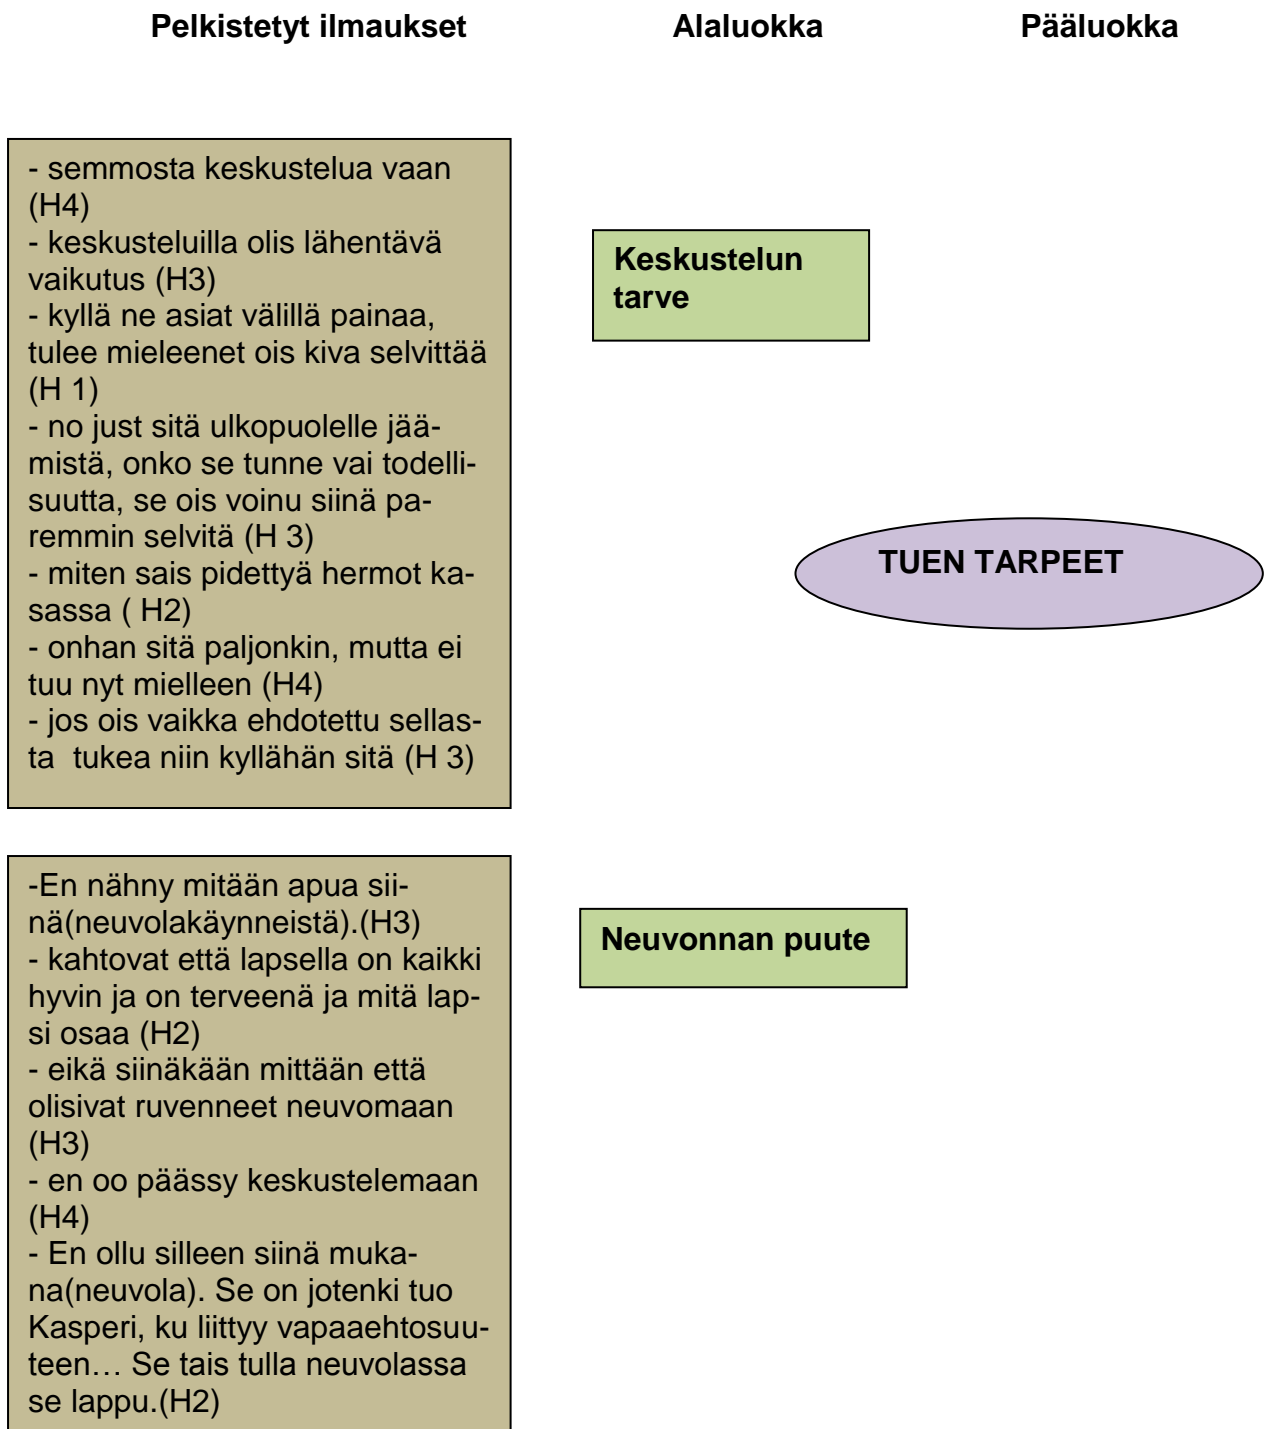 Pelkistetyt ilmaukset Alaluokka Pääluokka
- semmosta keskustelua vaan
(H4)
- keskusteluilla olis lähentävä
vaikutus (H3)
- kyllä ne asiat välillä painaa,
tulee mieleenet ois kiva selvittää
(H 1)
- no just sitä ulkopuolelle jää-
mistä, onko se tunne vai todelli-
suutta, se ois voinu siinä pa-
remmin selvitä (H 3)
- miten sais pidettyä hermot ka-
sassa ( H2)
- onhan sitä paljonkin, mutta ei
tuu nyt mielleen (H4)
- jos ois vaikka ehdotettu sellas-
ta  tukea niin kyllähän sitä (H 3)
Keskustelun
tarve
TUEN TARPEET
-En nähny mitään apua sii-
nä(neuvolakäynneistä).(H3)
- kahtovat että lapsella on kaikki
hyvin ja on terveenä ja mitä lap-
si osaa (H2)
- eikä siinäkään mittään että
olisivat ruvenneet neuvomaan
(H3)
- en oo päässy keskustelemaan
(H4)
- En ollu silleen siinä muka-
na(neuvola). Se on jotenki tuo
Kasperi, ku liittyy vapaaehtosuu-
teen… Se tais tulla neuvolassa
se lappu.(H2)
Neuvonnan puute